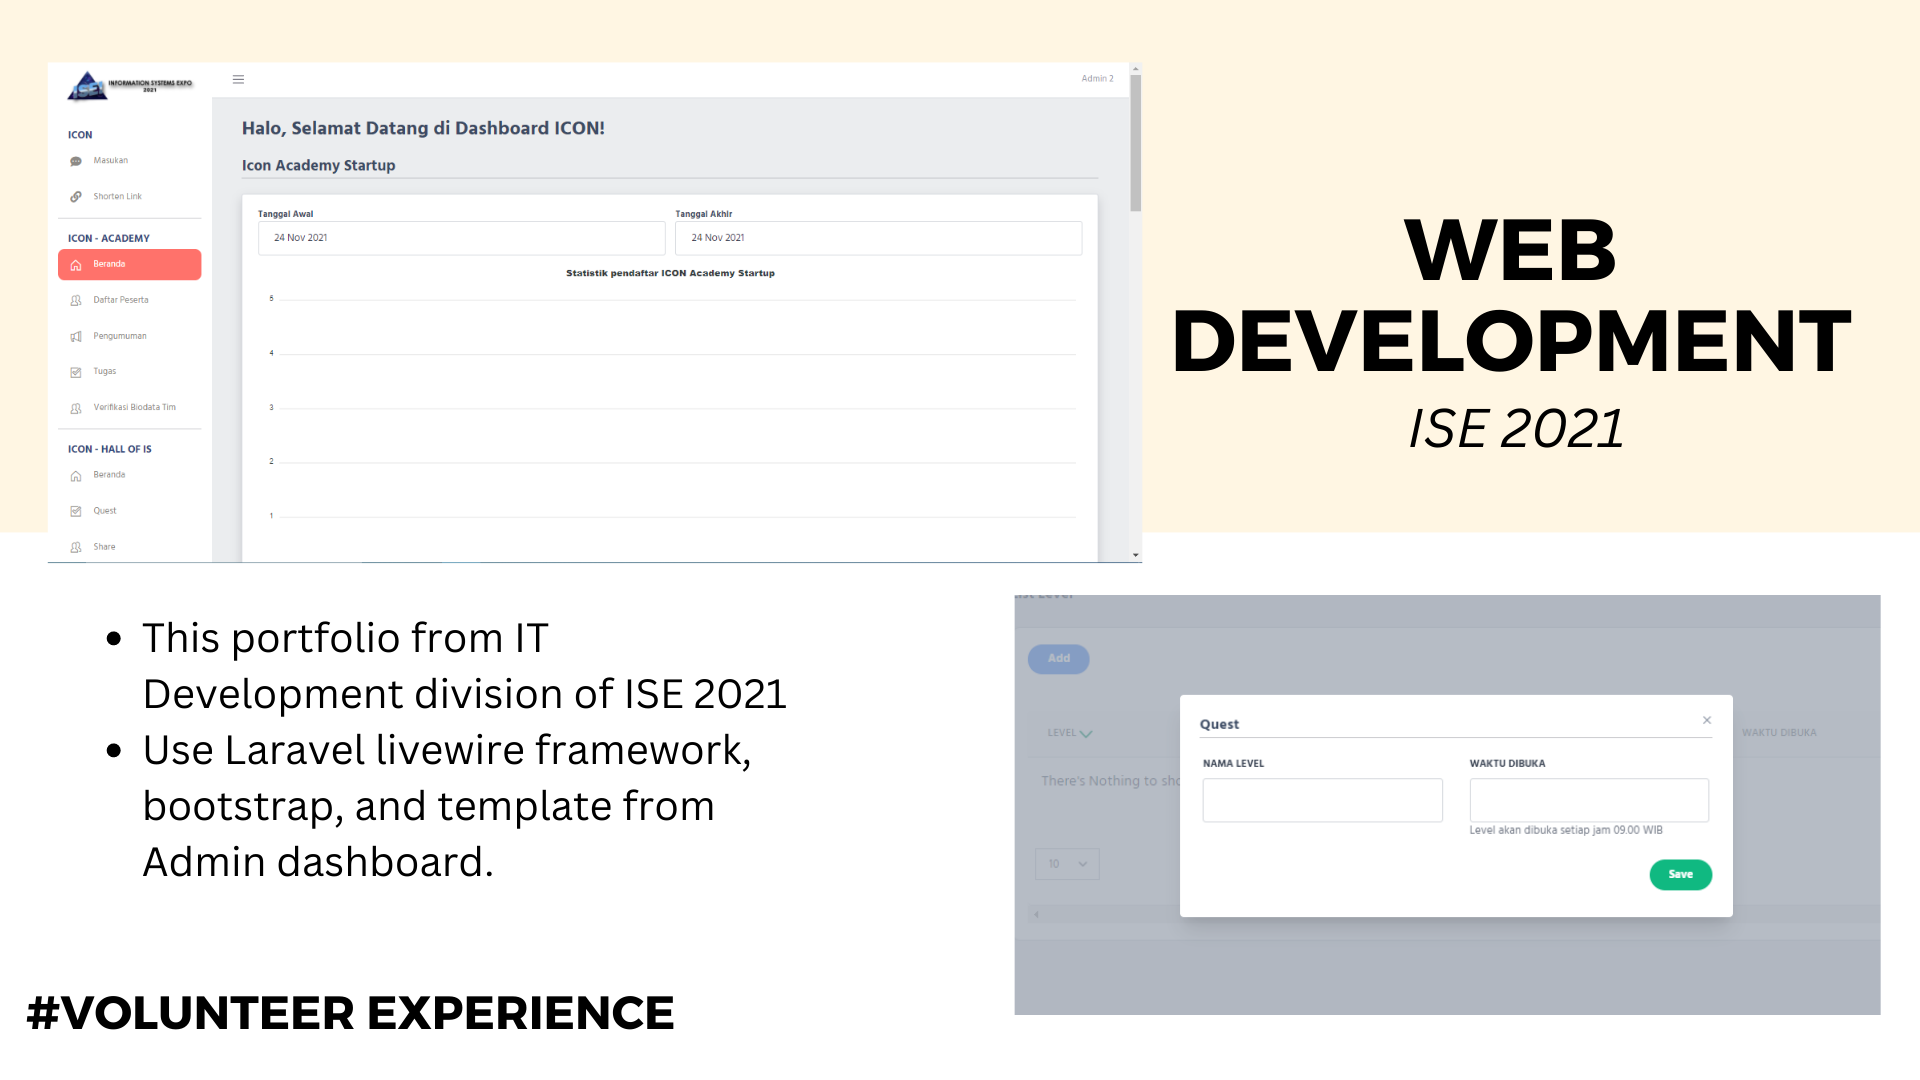 INFORMATION SYSTEMS EXPO
2021
Admin 2
ICON
Masukan
Shorten Link
ICON - ACADEMY
Beranda
Daftar Peserta
Pengumuman
Tugas
Verifikasi Biodata Tim
ICON - HALL OF IS
Beranda
Quest
Share
Halo, Selamat Datang di Dashboard ICON!
Icon Academy Startup
Tanggal Awal
Tanggal Akhir
24 Nov 2021
24 Nov 2021
Statistik pendaftar ICON Academy Startup
5
4
3
2
1
WEB
DEVELOPMENT
ISE 2021
• This portfolio from IT
Development division of ISE 2021
• Use Laravel livewire framework,
bootstrap, and template from
Admin dashboard.
Add
LEVEL
WAKTU DIBUKA
There's Nothing to sho
10
Quest
×
NAMA LEVEL
WAKTU DIBUKA
Level akan dibuka setiap jam 09.00 WIB
Save
#VOLUNTEER EXPERIENCE